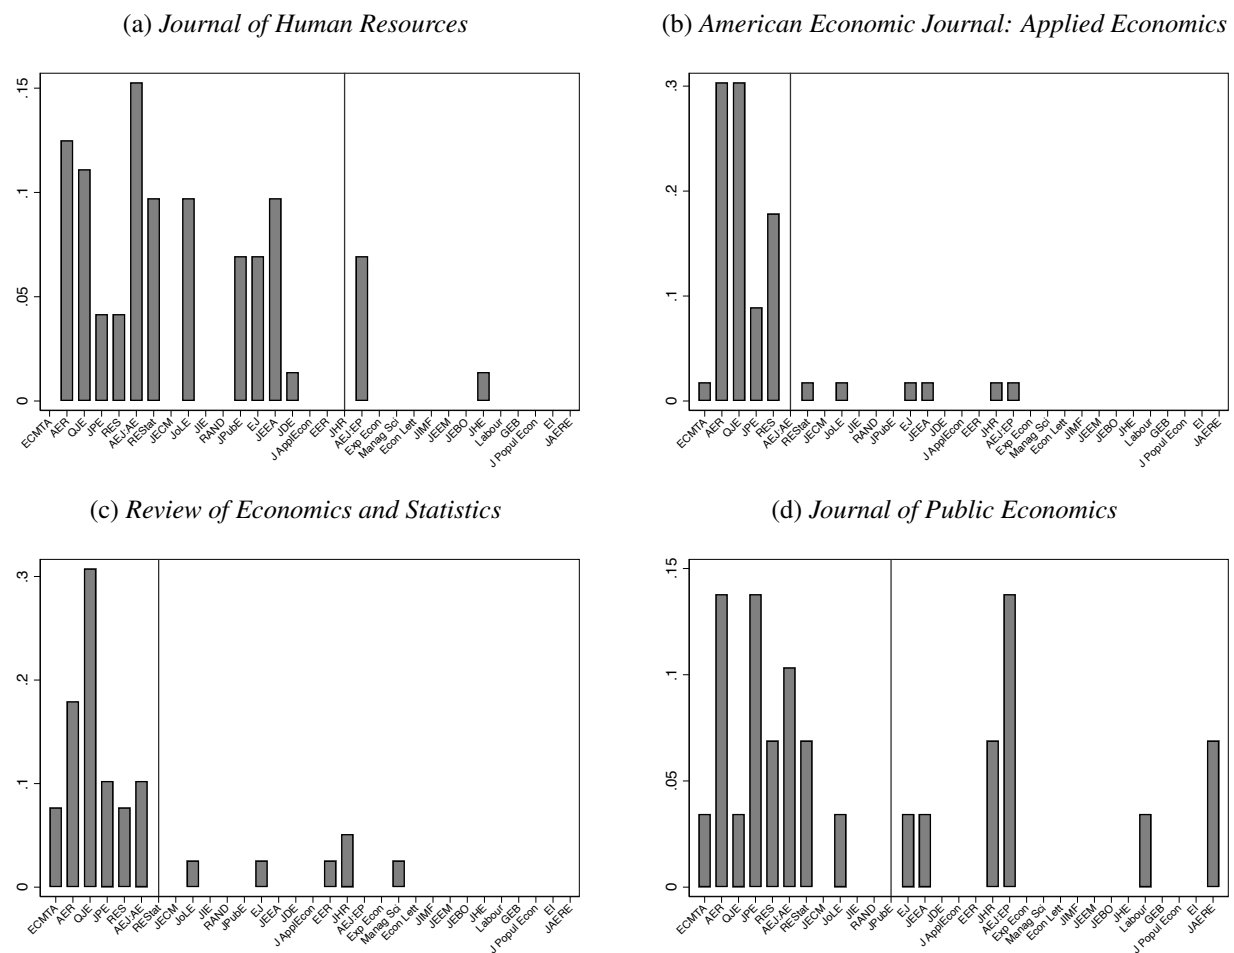 (a) Journal of Human Resources
.15
.1
.05
0
ECMTA
AER
QJE
JPE
RES
AEJ:AE
REStat
JECM
JoLE
JIE
RAND
JPubE
EJ
JEEA
JDE
J ApplEcon
EER
JHR
AEJ:EP
Exp Econ
Manag Sci
Econ Lett
JIMF
JEEM
JEBO
JHE
Labour
GEB
J Popul Econ
EI
JAERE
(b) American Economic Journal: Applied Economics
.3
.2
.1
0
ECMTA
AER
QJE
JPE
RES
AEJ:AE
REStat
JECM
JoLE
JIE
RAND
JPubE
EJ
JEEA
JDE
J ApplEcon
EER
JHR
AEJ:EP
Exp Econ
Manag Sci
Econ Lett
JIMF
JEEM
JEBO
JHE
Labour
GEB
J Popul Econ
EI
JAERE
(c) Review of Economics and Statistics
.3
.2
.1
0
ECMTA
AER
QJE
JPE
RES
AEJ:AE
REStat
JECM
JoLE
JIE
RAND
JPubE
EJ
JEEA
JDE
J ApplEcon
EER
JHR
AEJ:EP
Exp Econ
Manag Sci
Econ Lett
JIMF
JEEM
JEBO
JHE
Labour
GEB
J Popul Econ
EI
JAERE
(d) Journal of Public Economics
.15
.1
.05
0
ECMTA
AER
QJE
JPE
RES
AEJ:AE
REStat
JECM
JoLE
JIE
RAND
JPubE
EJ
JEEA
JDE
J ApplEcon
EER
JHR
AEJ:EP
Exp Econ
Manag Sci
Econ Lett
JIMF
JEEM
JEBO
JHE
Labour
GEB
J Popul Econ
EI
JAERE